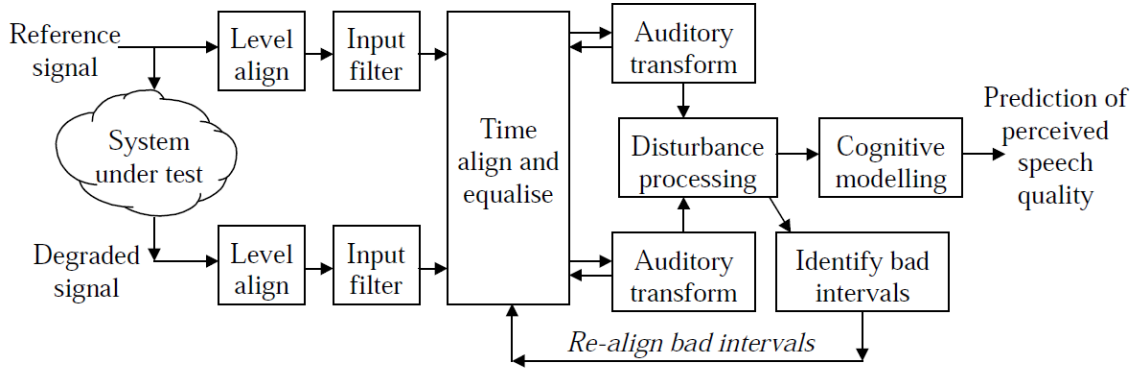 Reference
signal
Level
align
Input
filter
Time
align and
equalise
Auditory
transform
System
under test
Disturbance
processing
Cognitive
modelling
Prediction of
perceived
speech
quality
Degraded
signal
Level
align
Input
filter
Auditory
transform
Identify bad
intervals
Re-align bad intervals